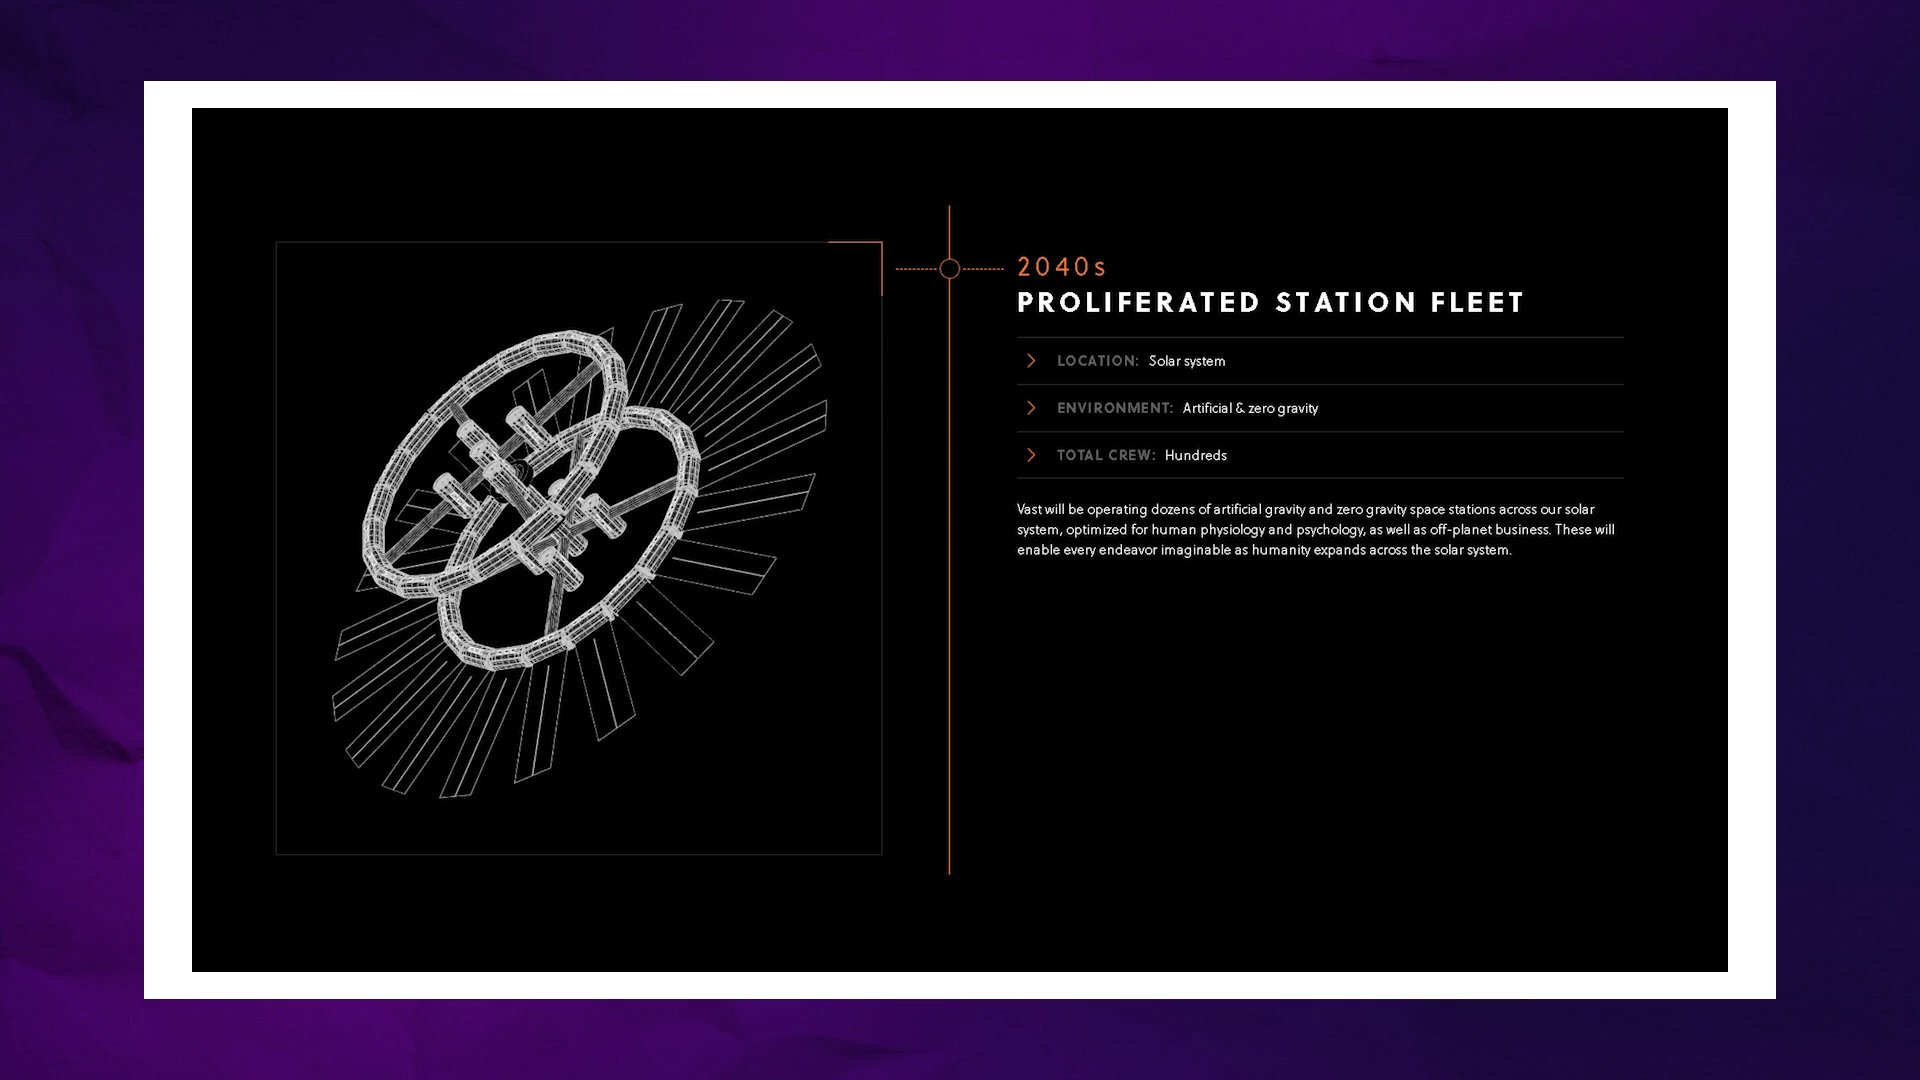 2040s
PROLIFERATED STATION FLEET
LOCATION: Solar system
ENVIRONMENT: Artificial & zero gravity
TOTAL CREW: Hundreds
Vast will be operating dozens of artificial gravity and zero gravity space stations across our solar
system, optimized for human physiology and psychology, as well as off-planet business. These will
enable every endeavor imaginable as humanity expands across the solar system.